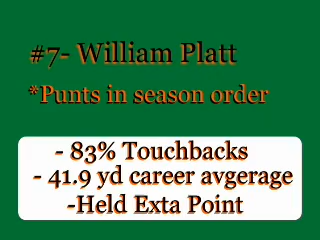 #7- William Platt
*Punts in season order
- 83% Touchbacks
- 41.9 yd career avgerage
-Held Exta Point